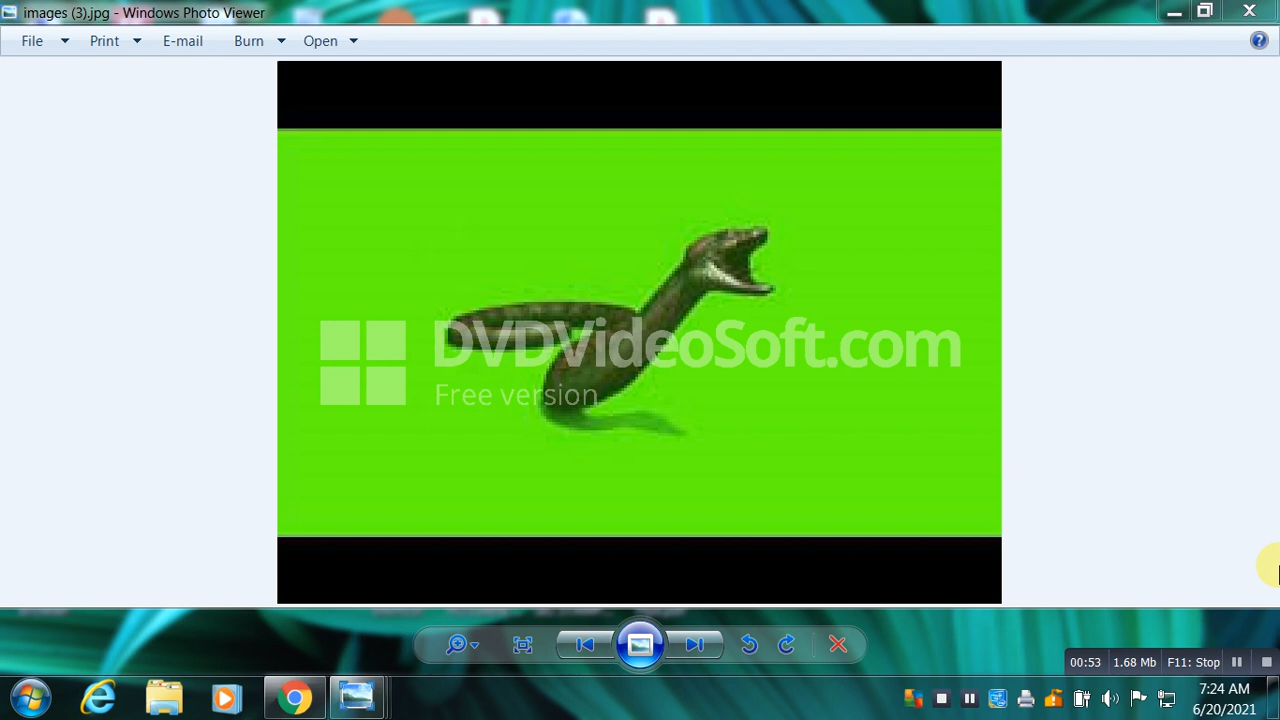 images (3).jpg - Windows Photo Viewer
File Print E-mail Burn Open
DVDVideoSoft.com
Free version
00:53 1.68 Mb F11: Stop
7:24 AM
6/20/2021